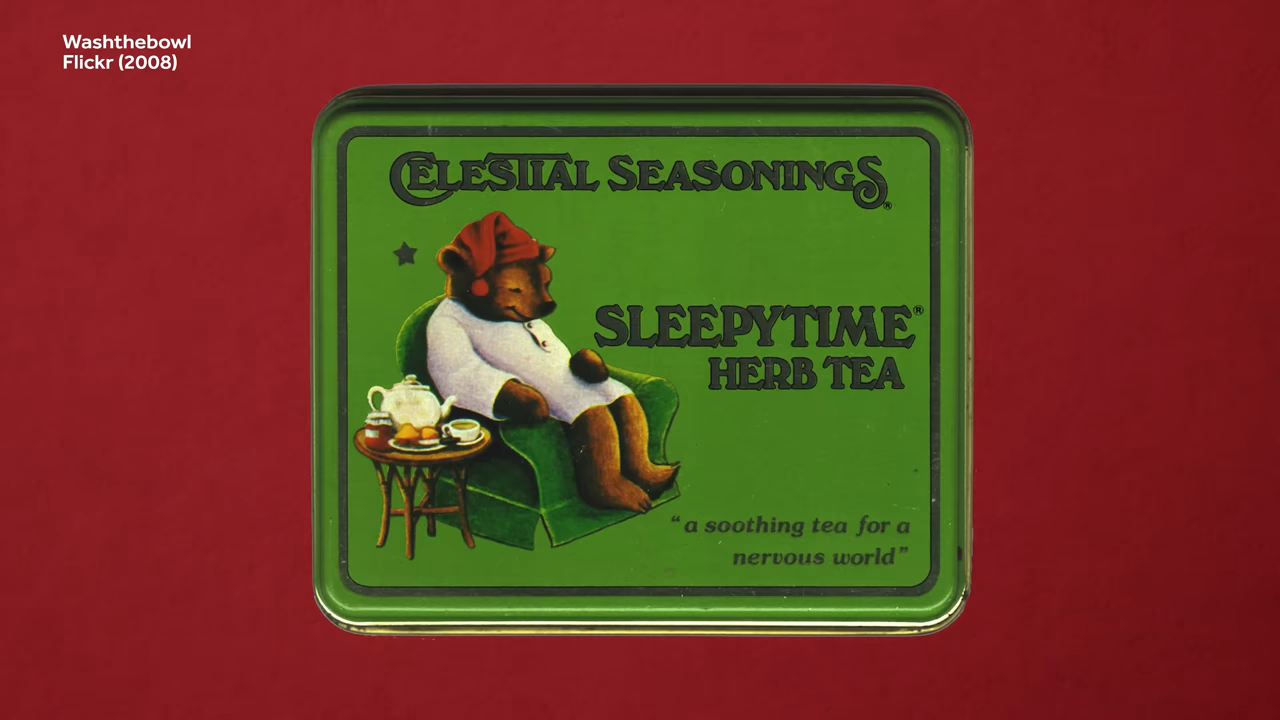 Washthebowl
Flickr (2008)
CELESTIAL SEASONINGS®
SLEEPYTIME®
HERB TEA
“a soothing tea for a
nervous world”